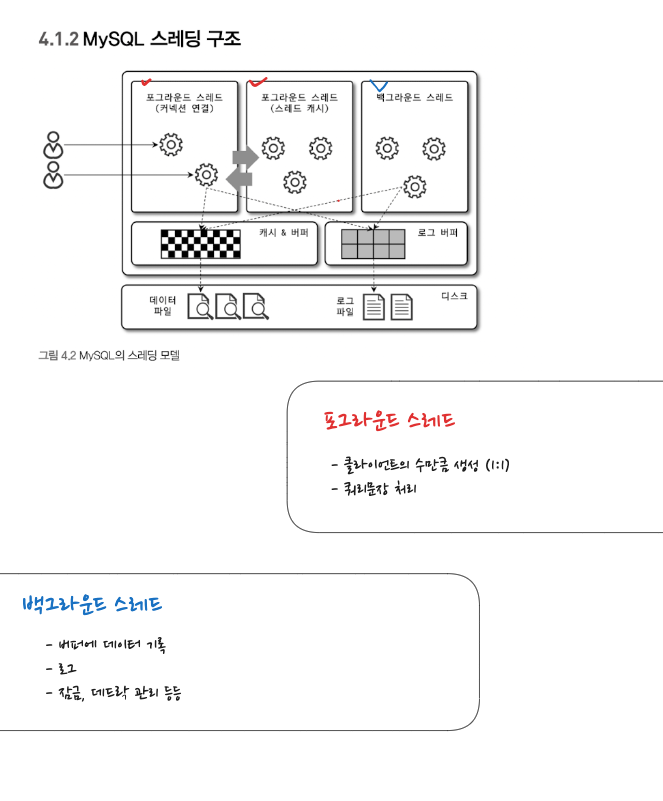 4.1.2 MySQL 스레딩 구조
포그라운드 스레드
(커넥션 연결)
포그라운드 스레드
(스레드 캐시)
백그라운드 스레드
캐시 & 버퍼
로그 버퍼
데이터
파일
로그
파일
디스크
그림 4.2 MySQL의 스레딩 모델
포그라운드 스레드
- 클라이언트의 수만큼 생성 (1:1)
- 쿼리문장 처리
백그라운드 스레드
- 버퍼에 데이터 기록
- 로그
- 잠금, 데드락 관리 등등